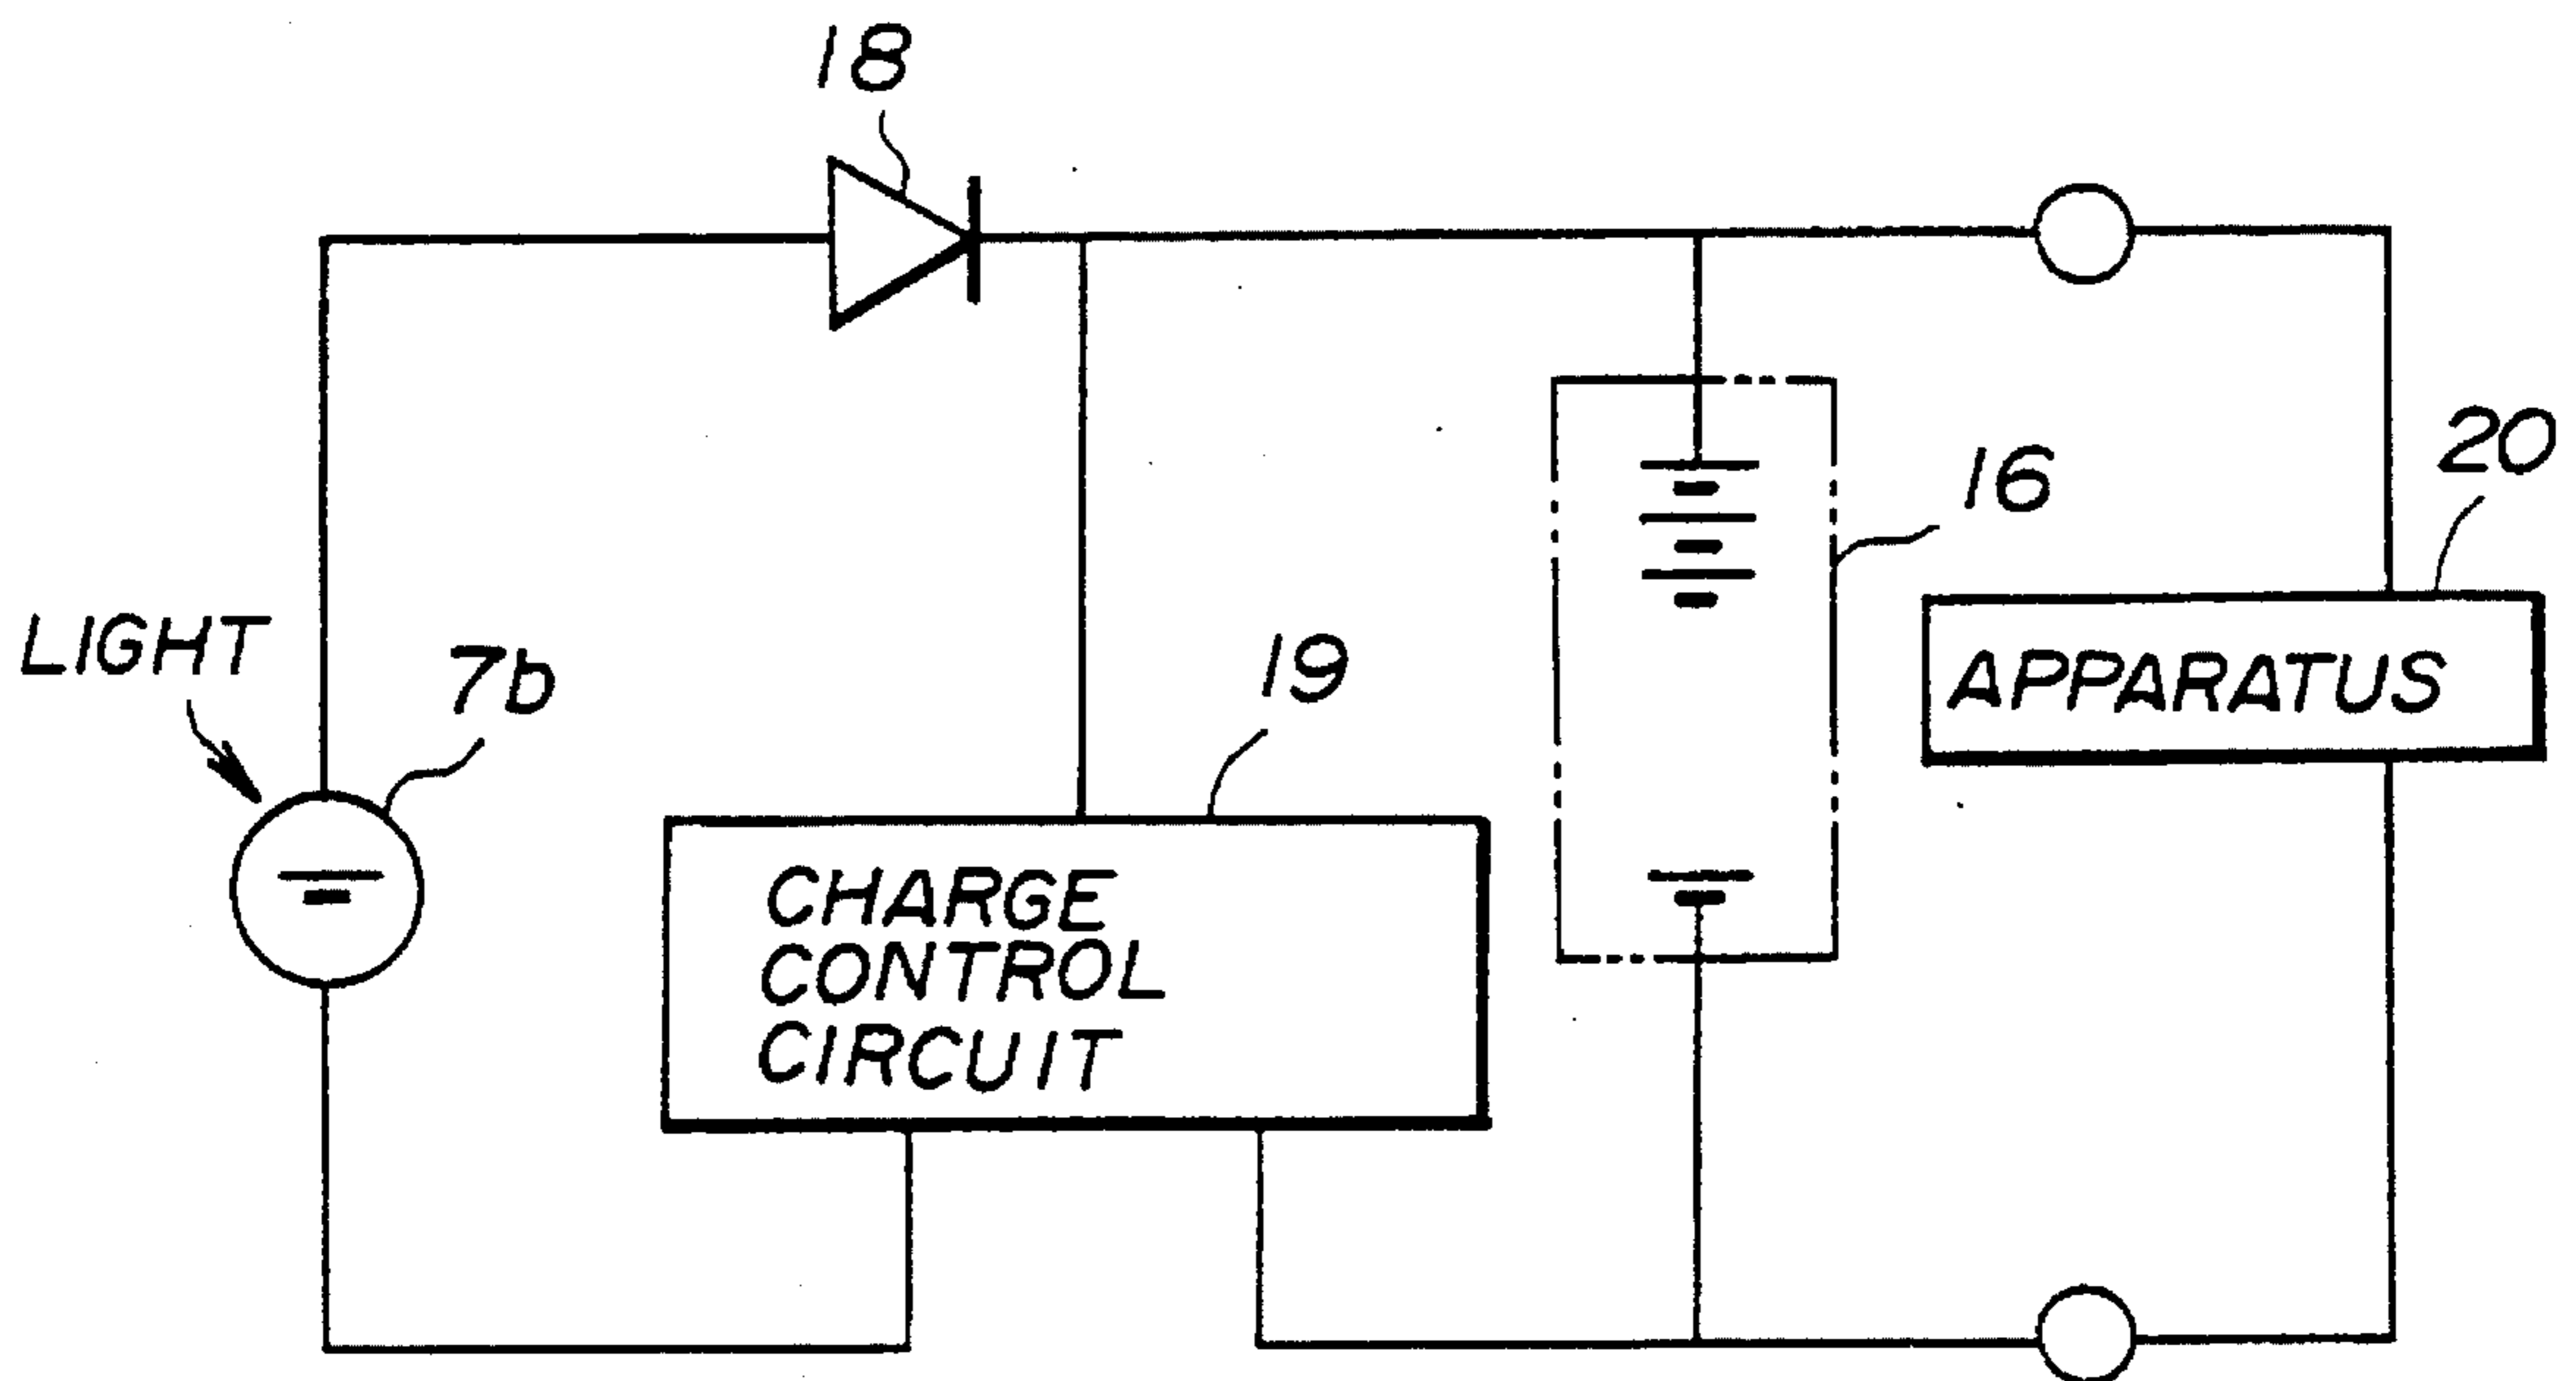 18
20
16
LIGHT
7b
19
APPARATUS
CHARGE
CONTROL
CIRCUIT